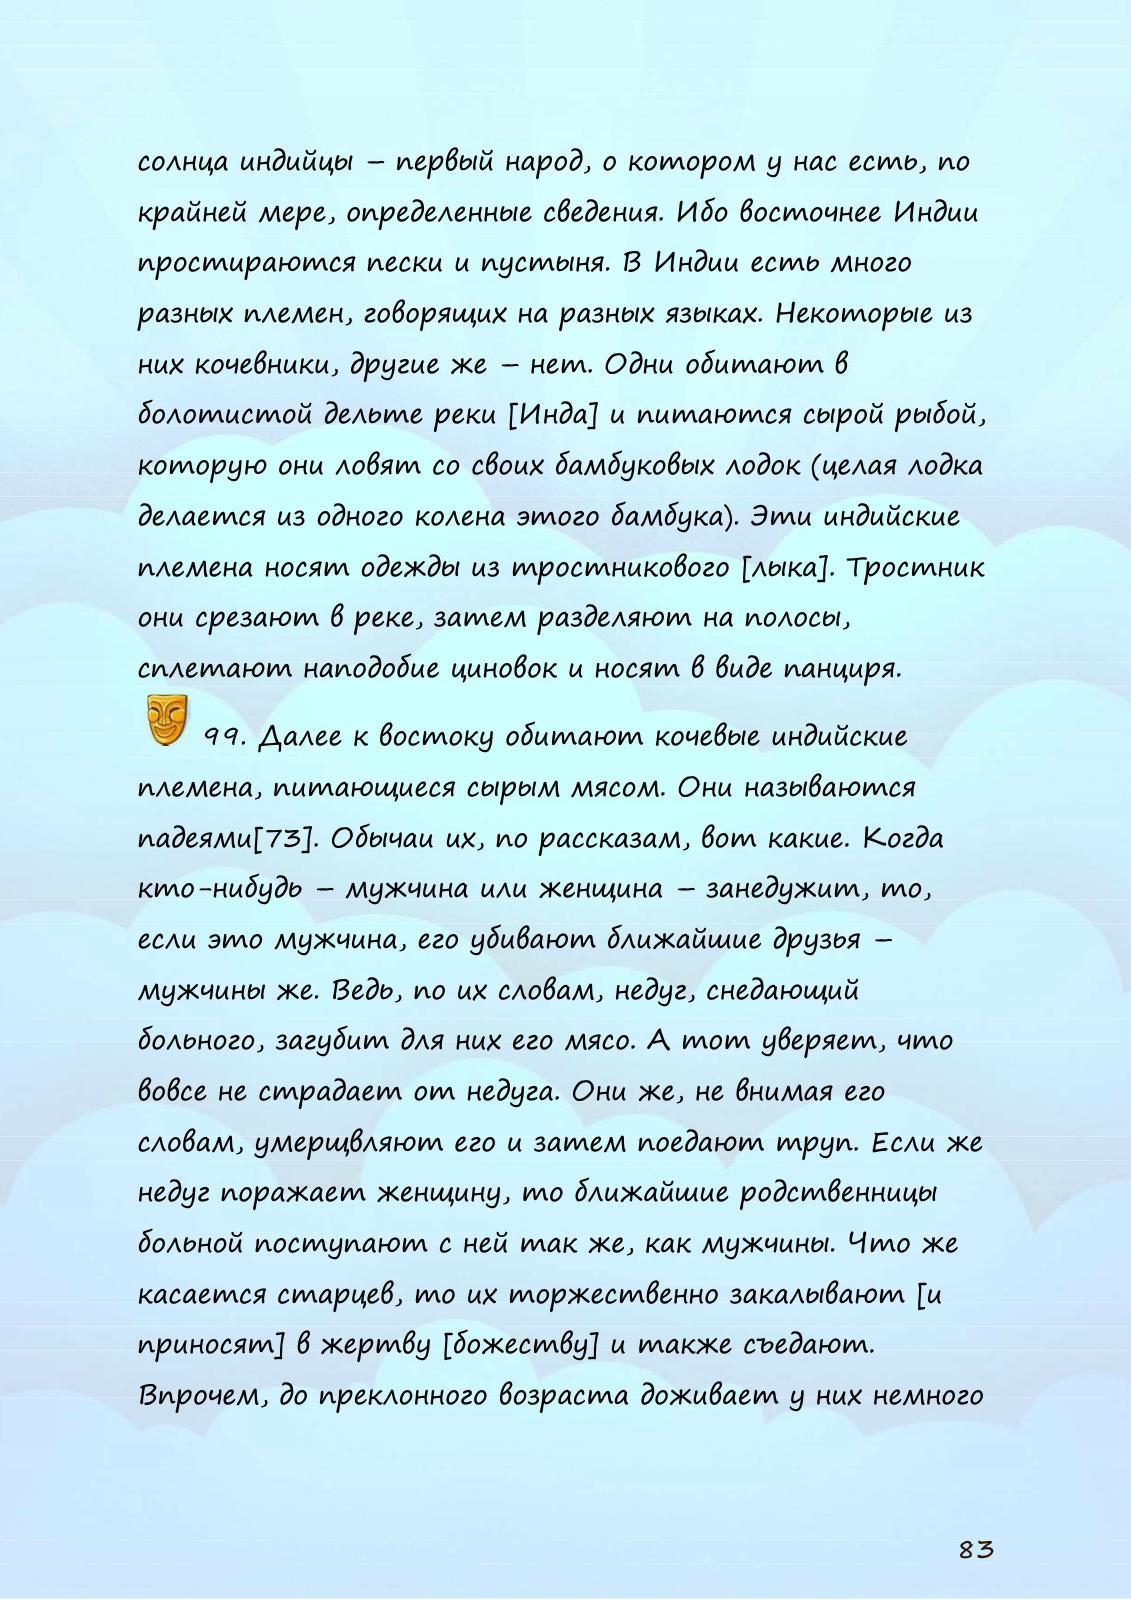 солнца индийцы – первый народ, о котором у нас есть, по
крайней мере, определенные сведения. Ибо восточнее Индии
простираются пески и пустыня. В Индии есть много
разных племен, говорящих на разных языках. Некоторые из
них кочевники, другие же – нет. Одни обитают в
болотистой дельте реки [Инда] и питаются сырой рыбой,
которую они ловят со своих бамбуковых лодок (целая лодка
делается из одного колена этого бамбука). Эти индийские
племена носят одежды из тростникового [лыка]. Тростник
они срезают в реке, затем разделяют на полосы,
сплетают наподобие циновок и носят в виде панциря.
99. Далее к востоку обитают кочевые индийские
племена, питающиеся сырым мясом. Они называются
падеями[73]. Обычаи их, по рассказам, вот какие. Когда
кто-нибудь – мужчина или женщина – занедужит, то,
если это мужчина, его убивают ближайшие друзья –
мужчины же. Ведь, по их словам, недуг, снедающий
больного, загубит для них его мясо. А тот уверяет, что
вовсе не страдает от недуга. Они же, не внимая его
словам, умерщвляют его и затем поедают труп. Если же
недуг поражает женщину, то ближайшие родственницы
больной поступают с ней так же, как мужчины. Что же
касается старцев, то их торжественно закалывают [и
приносят] в жертву [божеству] и также съедают.
Впрочем, до преклонного возраста доживает у них немного
83